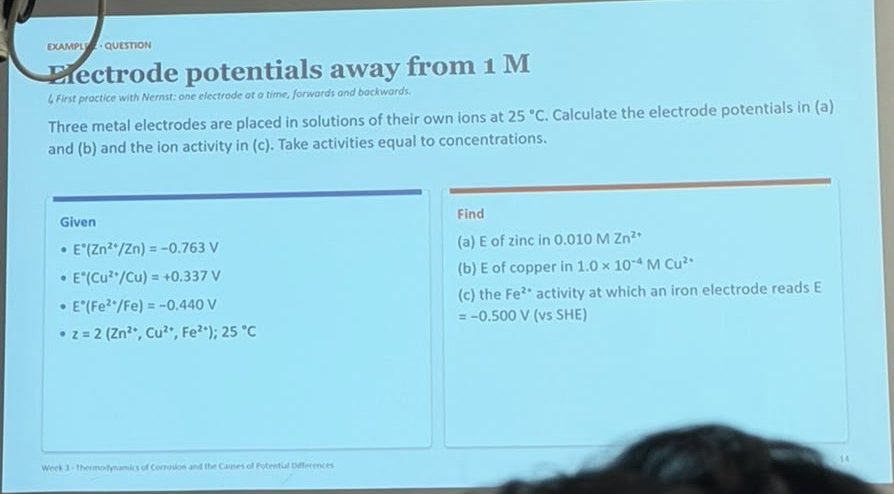 EXAMPLE · QUESTION
Electrode potentials away from 1 M
↳ First practice with Nernst: one electrode at a time, forwards and backwards.
Three metal electrodes are placed in solutions of their own ions at 25 °C. Calculate the electrode potentials in (a)
and (b) and the ion activity in (c). Take activities equal to concentrations.
Given
• E°(Zn²⁺/Zn) = −0.763 V
• E°(Cu²⁺/Cu) = +0.337 V
• E°(Fe²⁺/Fe) = −0.440 V
• z = 2 (Zn²⁺, Cu²⁺, Fe²⁺); 25 °C
Find
(a) E of zinc in 0.010 M Zn²⁺
(b) E of copper in 1.0 × 10⁻⁴ M Cu²⁺
(c) the Fe²⁺ activity at which an iron electrode reads E
= −0.500 V (vs SHE)
Week 3 - Thermodynamics of Corrosion and the Causes of Potential Differences
14